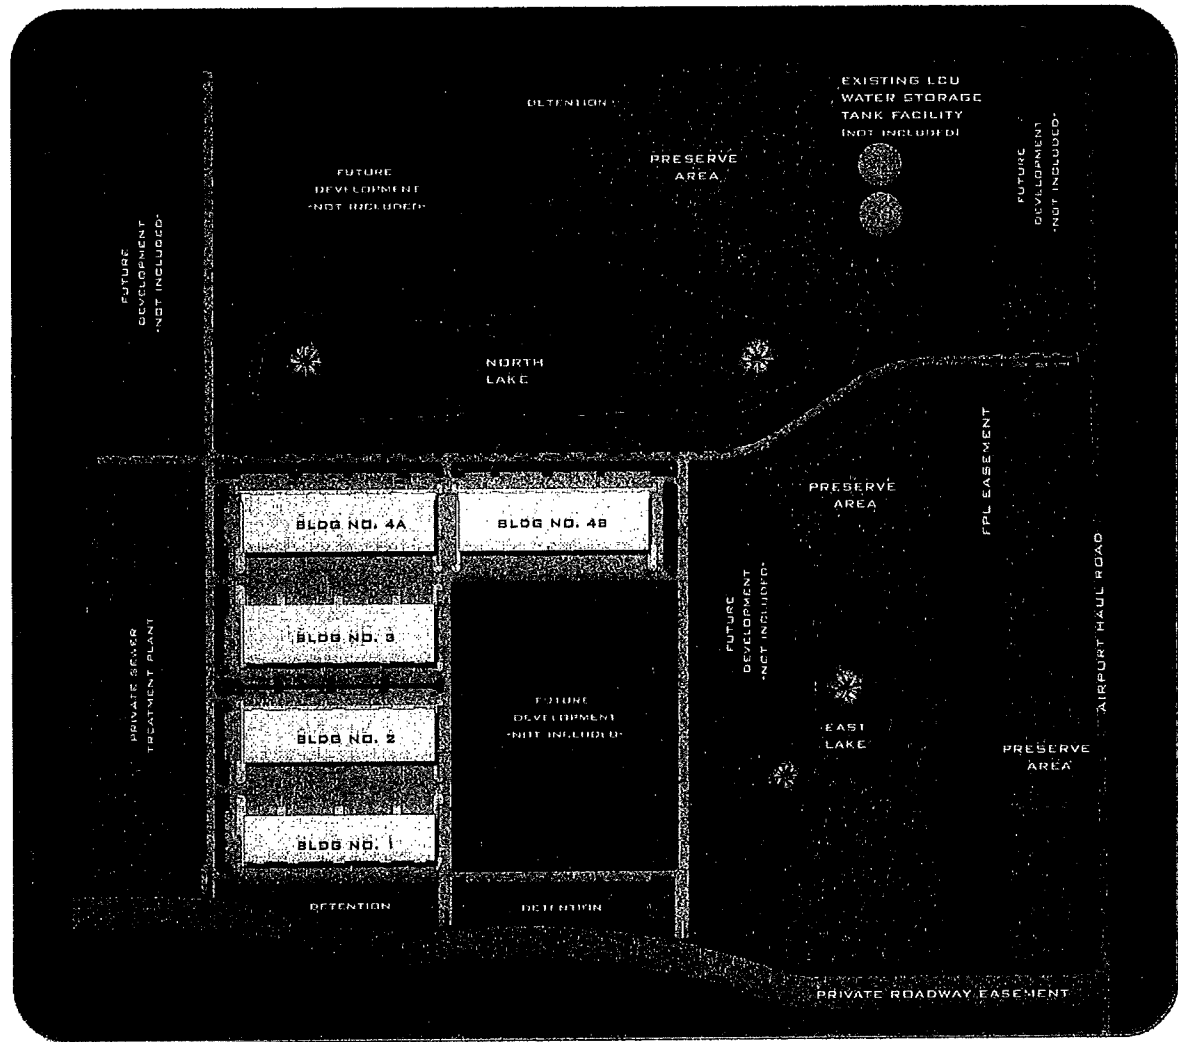 EXISTING LCU
WATER STORAGE
TANK FACILITY
(NOT INCLUDED)
DETENTION
PRESERVE
AREA
FUTURE
DEVELOPMENT
-NOT INCLUDED-
FUTURE
DEVELOPMENT
-NOT INCLUDED-
FUTURE
DEVELOPMENT
-NOT INCLUDED-
NORTH
LAKE
FPL EASEMENT
PRESERVE
AREA
BLDG NO. 4A
BLDG NO. 4B
AIRPORT HAUL ROAD
FUTURE
DEVELOPMENT
-NOT INCLUDED-
BLDG NO. 3
PRIVATE SEWER
TREATMENT PLANT
FUTURE
DEVELOPMENT
-NOT INCLUDED-
BLDG NO. 2
EAST
LAKE
PRESERVE
AREA
BLDG NO. 1
DETENTION
DETENTION
PRIVATE ROADWAY EASEMENT